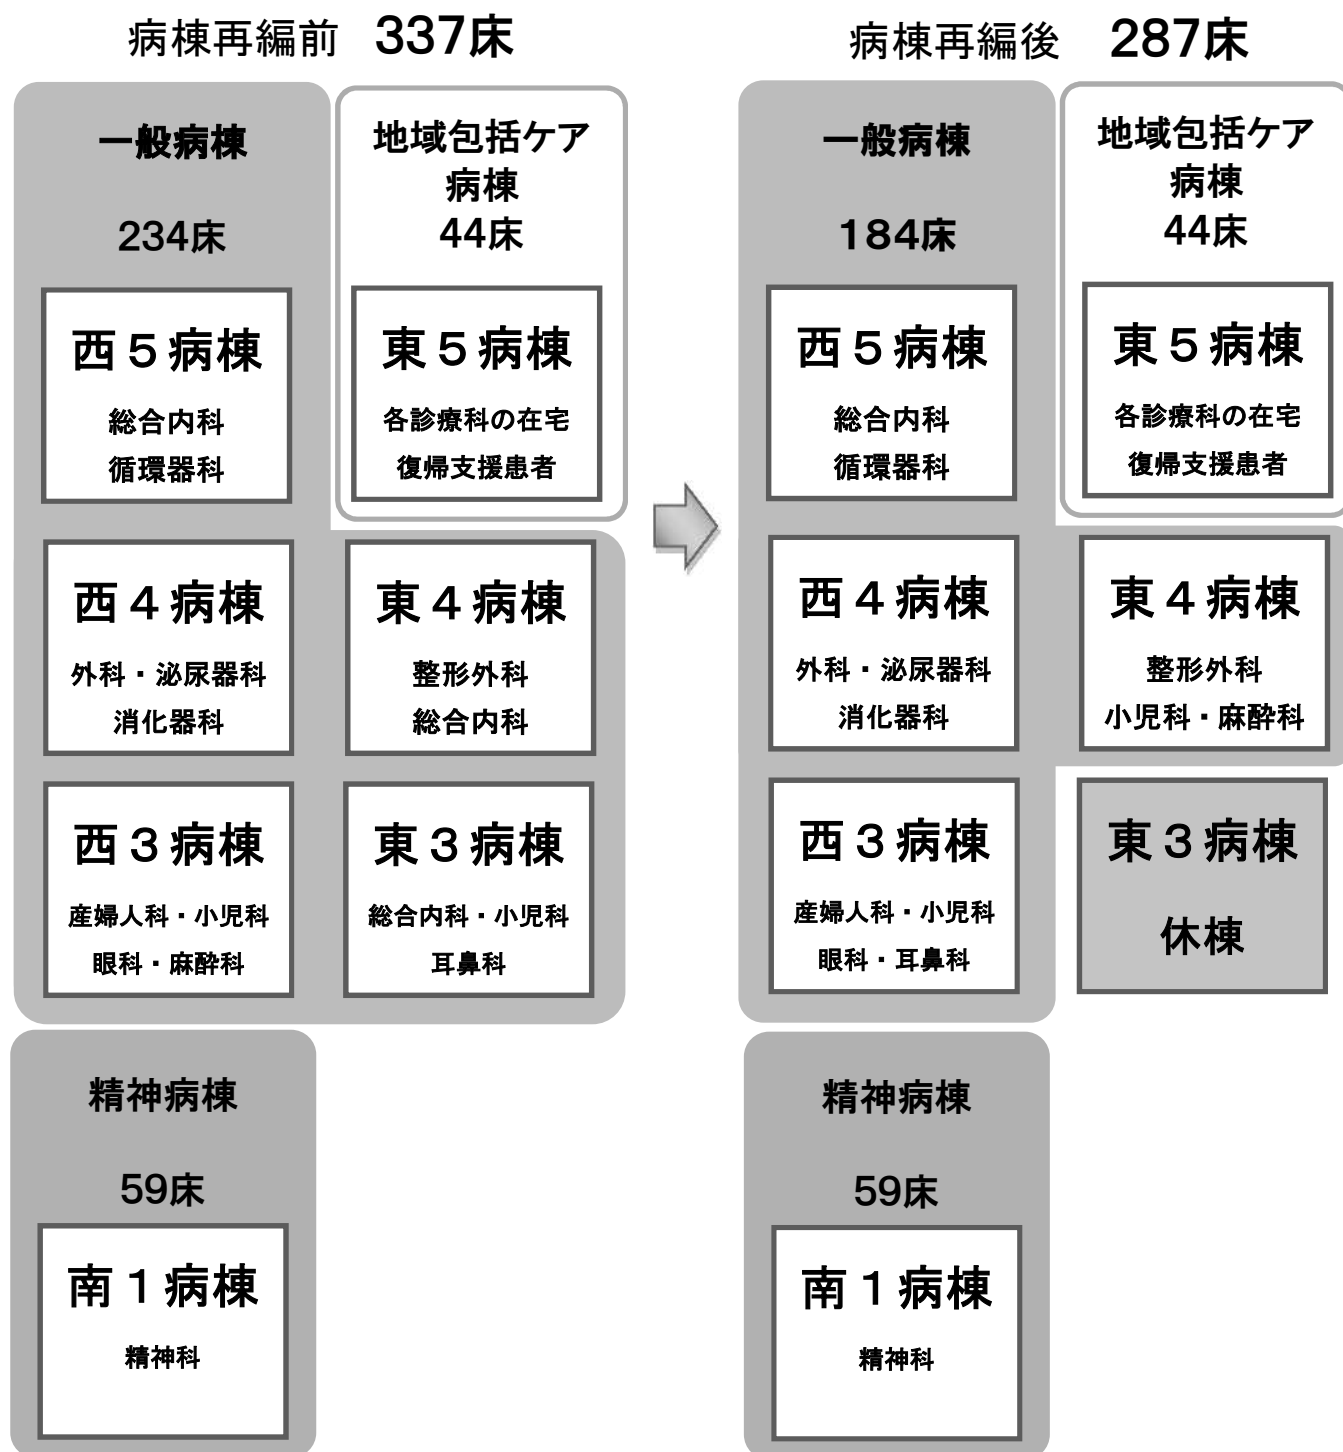 病棟再編前 337床
一般病棟
234床
地域包括ケア
病棟
44床
西５病棟
総合内科
循環器科
東５病棟
各診療科の在宅
復帰支援患者
西４病棟
外科・泌尿器科
消化器科
東４病棟
整形外科
総合内科
西３病棟
産婦人科・小児科
眼科・麻酔科
東３病棟
総合内科・小児科
耳鼻科
精神病棟
59床
南１病棟
精神科
病棟再編後 287床
一般病棟
184床
地域包括ケア
病棟
44床
西５病棟
総合内科
循環器科
東５病棟
各診療科の在宅
復帰支援患者
西４病棟
外科・泌尿器科
消化器科
東４病棟
整形外科
小児科・麻酔科
西３病棟
産婦人科・小児科
眼科・耳鼻科
東３病棟
休棟
精神病棟
59床
南１病棟
精神科